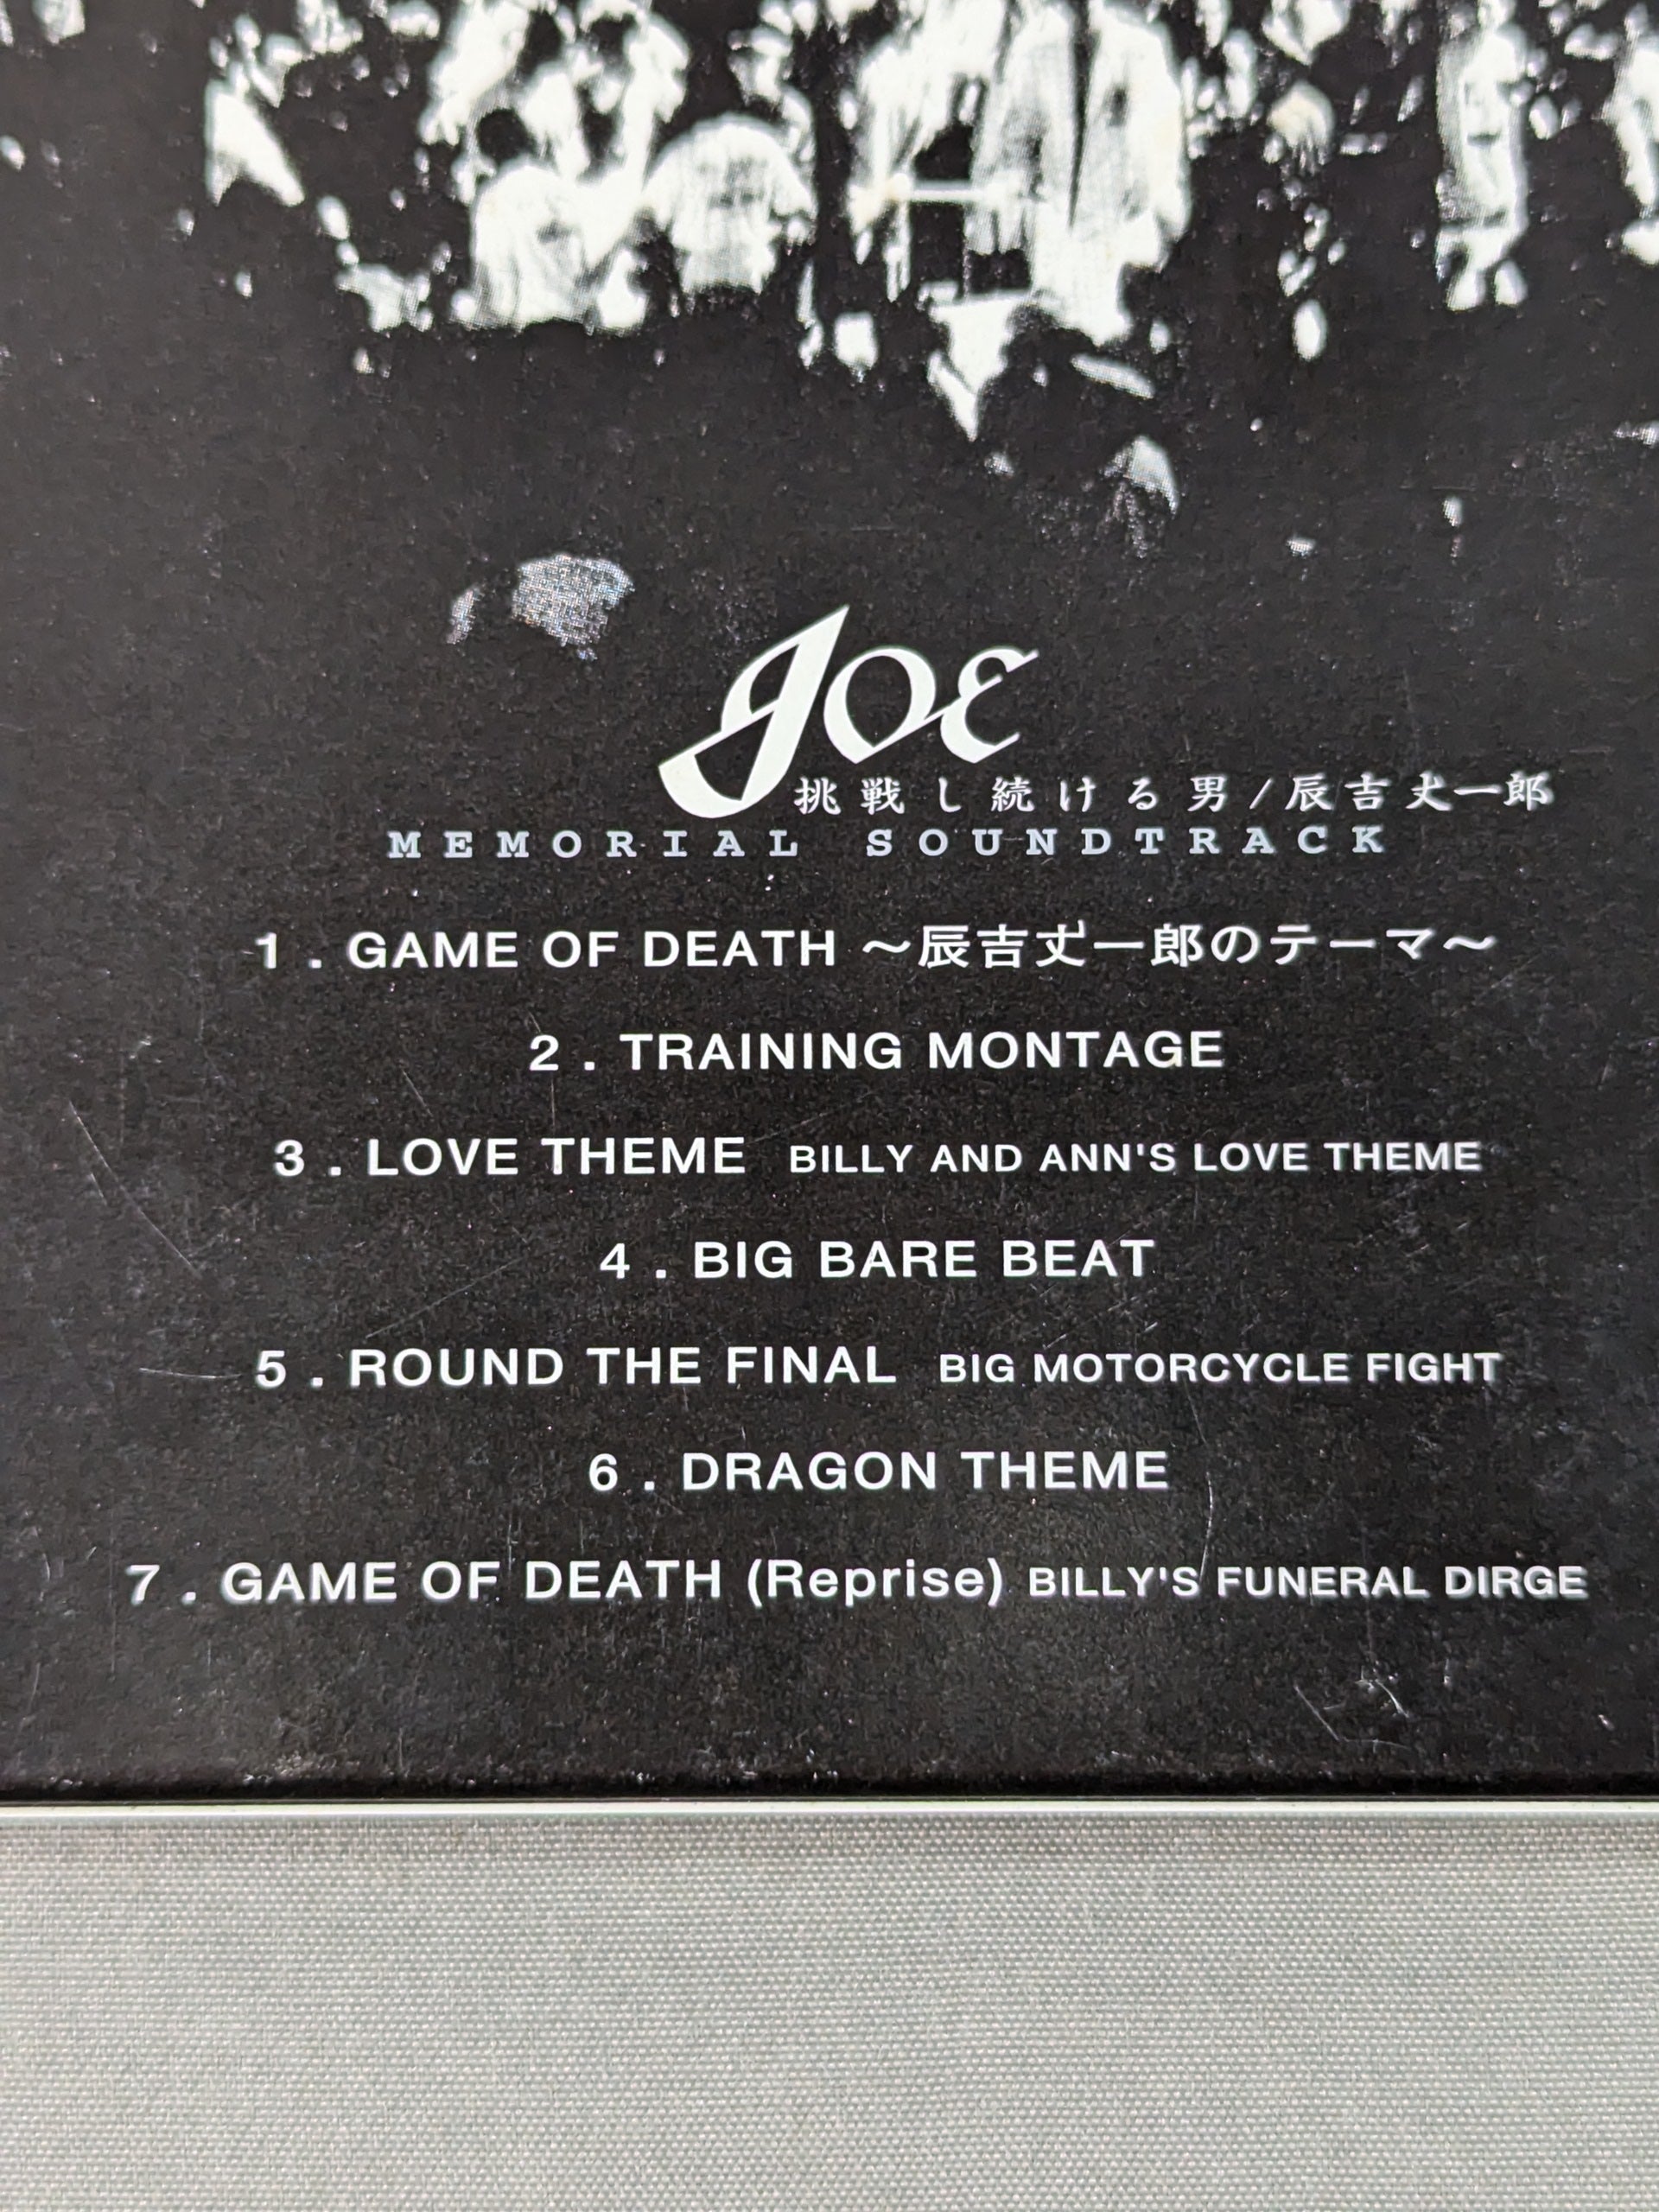 Joe
挑戦し続ける男/辰吉丈一郎
MEMORIAL SOUNDTRACK
1．GAME OF DEATH 〜辰吉丈一郎のテーマ〜
2．TRAINING MONTAGE
3．LOVE THEME BILLY AND ANN'S LOVE THEME
4．BIG BARE BEAT
5．ROUND THE FINAL BIG MOTORCYCLE FIGHT
6．DRAGON THEME
7．GAME OF DEATH (Reprise) BILLY'S FUNERAL DIRGE